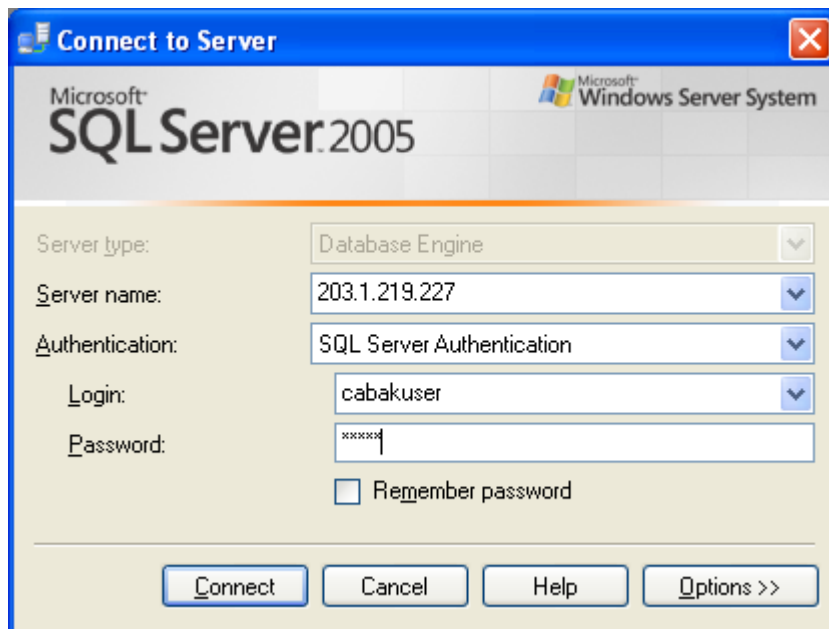 Connect to Server
Microsoft
SQL Server 2005
Microsoft
Windows Server System
Server type: Database Engine
Server name: 203.1.219.227
Authentication: SQL Server Authentication
Login: cabakuser
Password: *****
Remember password
Connect Cancel Help Options >>